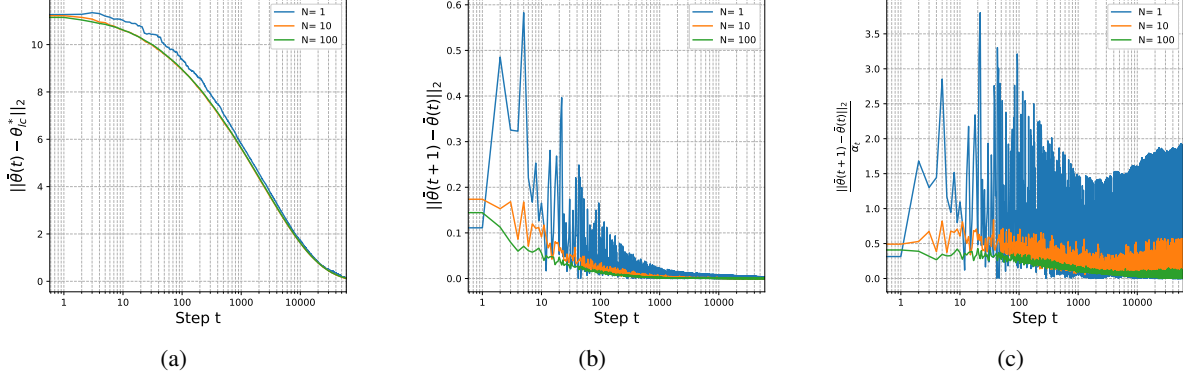 ||θ̄(t) − θ*_lc||₂
10
8
6
4
2
0
1
10
100
1000
10000
Step t
N= 1
N= 10
N= 100
(a)
||θ̄(t + 1) − θ̄(t)||₂
0.6
0.5
0.4
0.3
0.2
0.1
0.0
1
10
100
1000
10000
Step t
N= 1
N= 10
N= 100
(b)
||θ̄(t + 1) − θ̄(t)||₂
α_t
3.5
3.0
2.5
2.0
1.5
1.0
0.5
0.0
1
10
100
1000
10000
Step t
N= 1
N= 10
N= 100
(c)